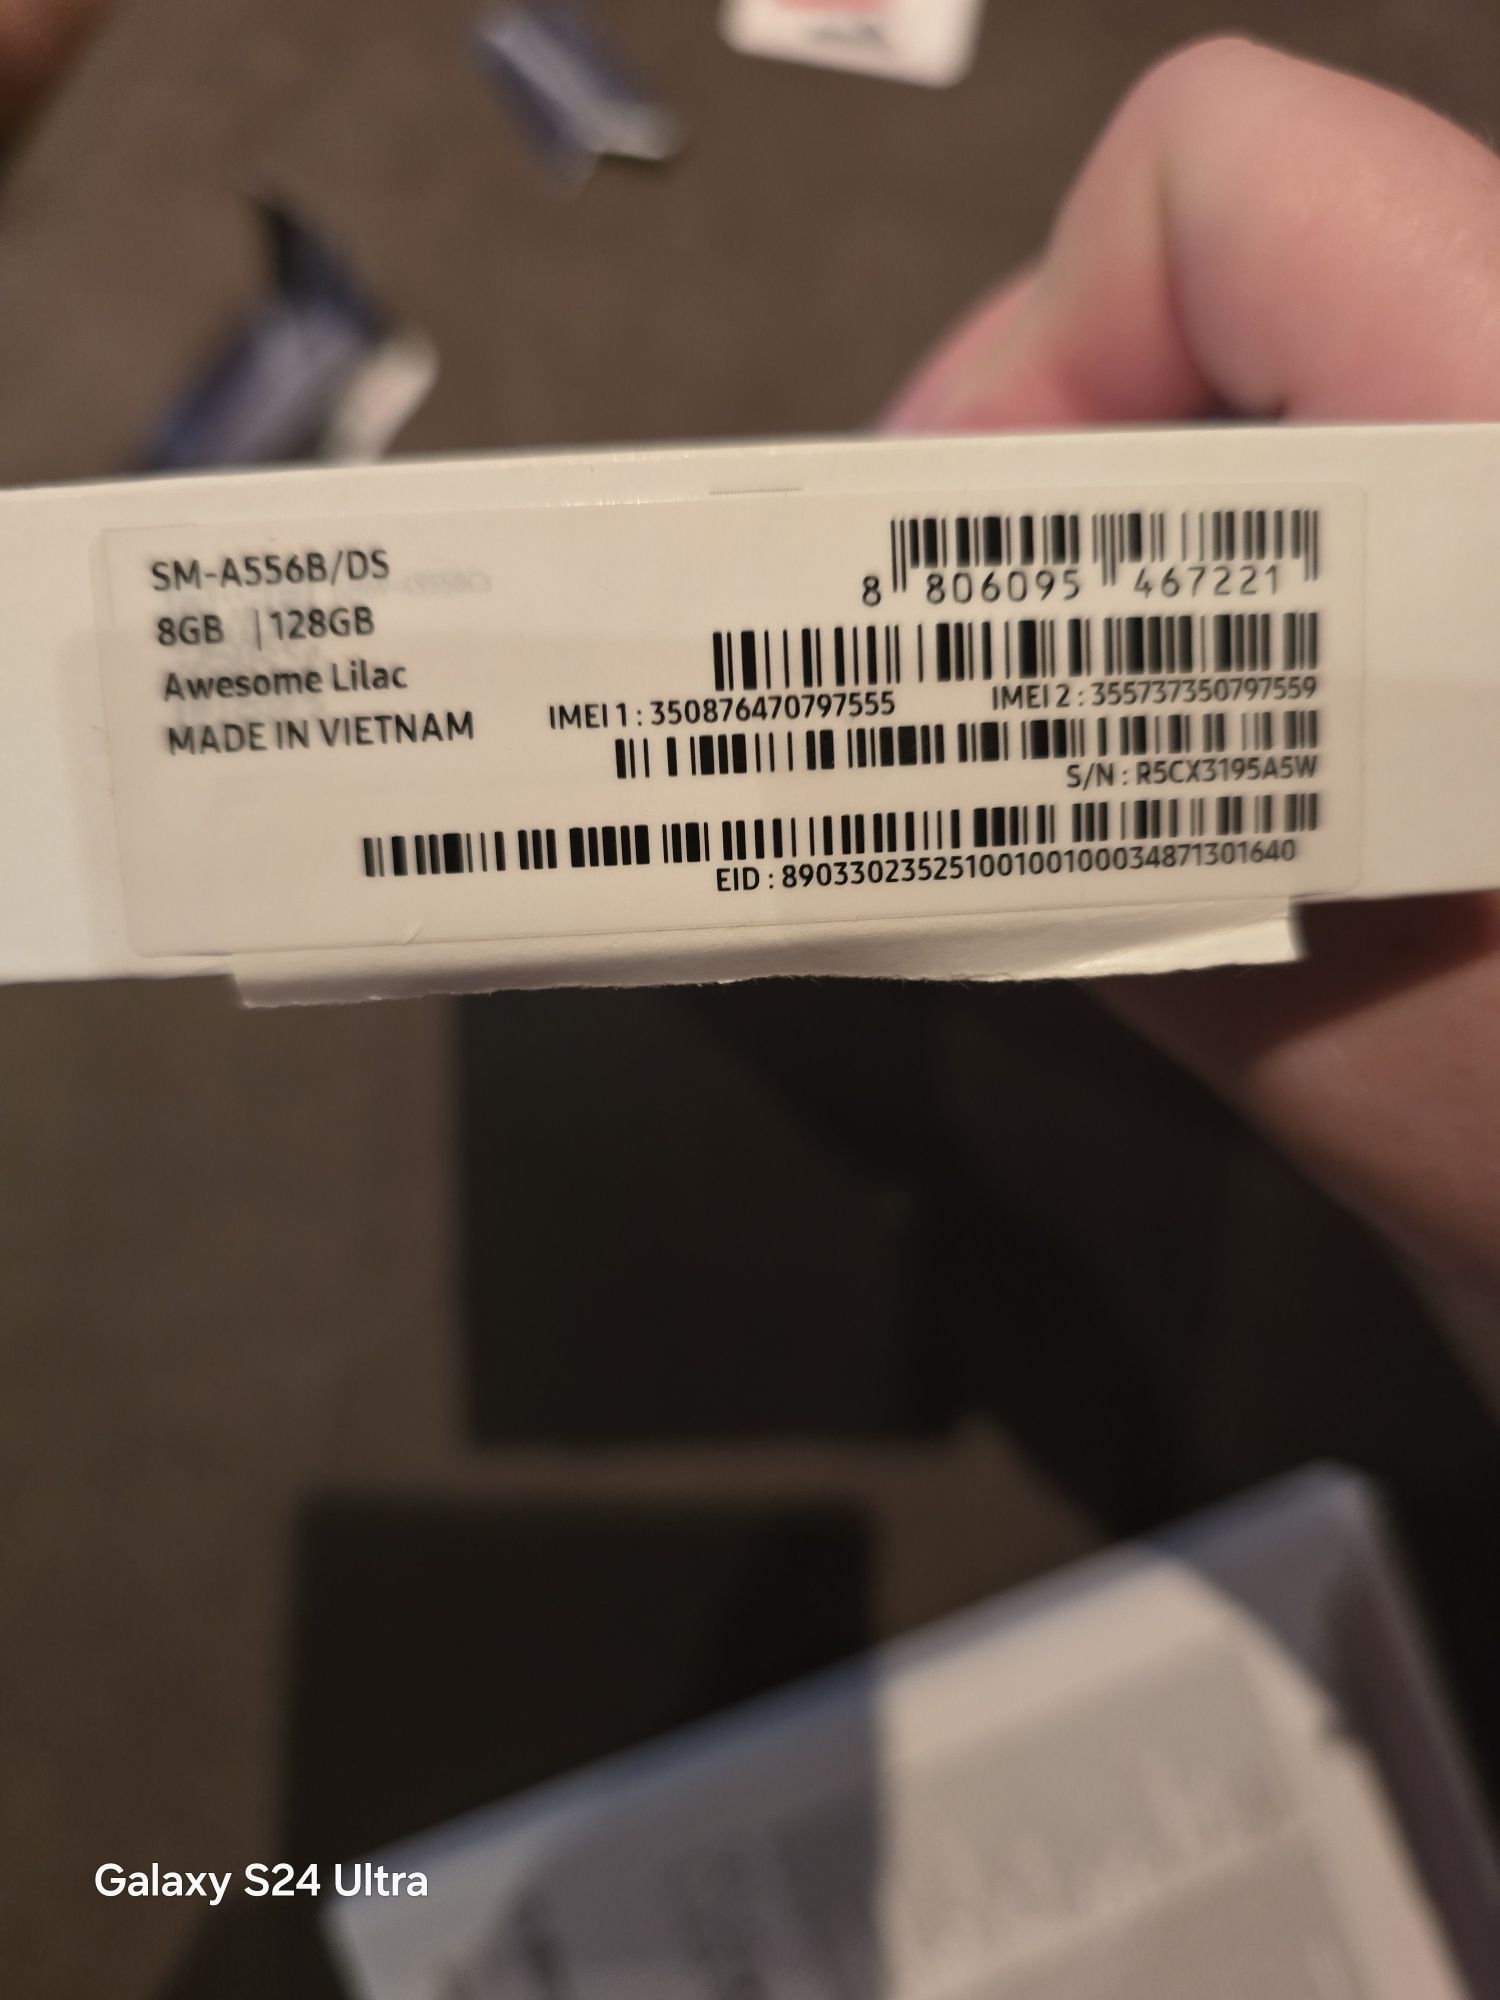 SM-A556B/DS
8GB | 128GB
Awesome Lilac
MADE IN VIETNAM
8 806095 467221
IMEI 1 : 350876470797555
IMEI 2 : 355737350797559
S/N : R5CX3195A5W
EID : 89033023525100100100034871301640
Galaxy S24 Ultra